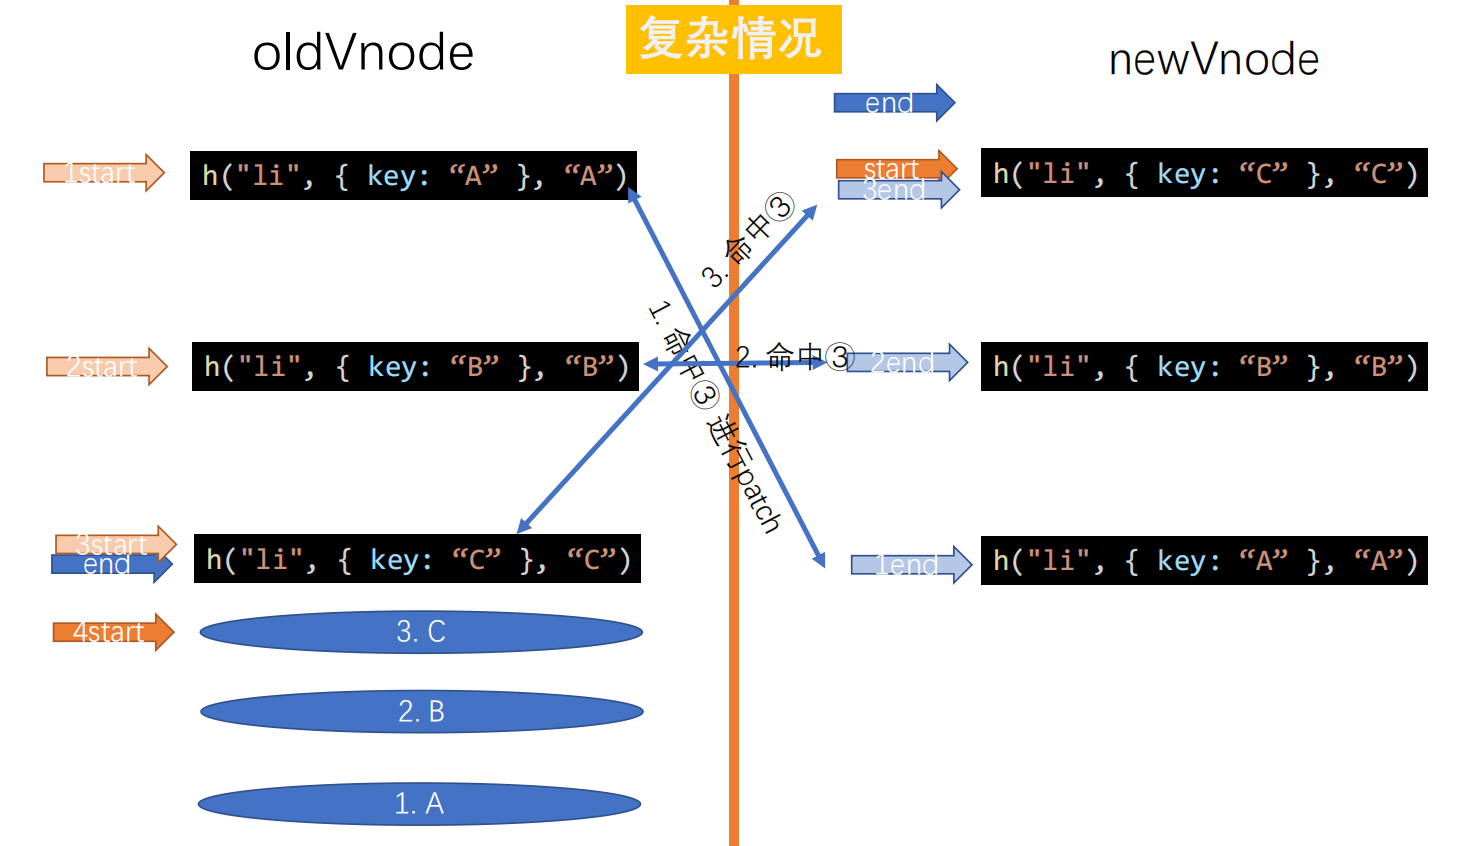 复杂情况
oldVnode
newVnode
end
1start
h("li", { key: “A” }, “A”)
start
3end
h("li", { key: “C” }, “C”)
3. 命中③
1. 命中③ 进行patch
2start
h("li", { key: “B” }, “B”)
2. 命中③
2end
h("li", { key: “B” }, “B”)
3start
end
h("li", { key: “C” }, “C”)
1end
h("li", { key: “A” }, “A”)
4start
3. C
2. B
1. A